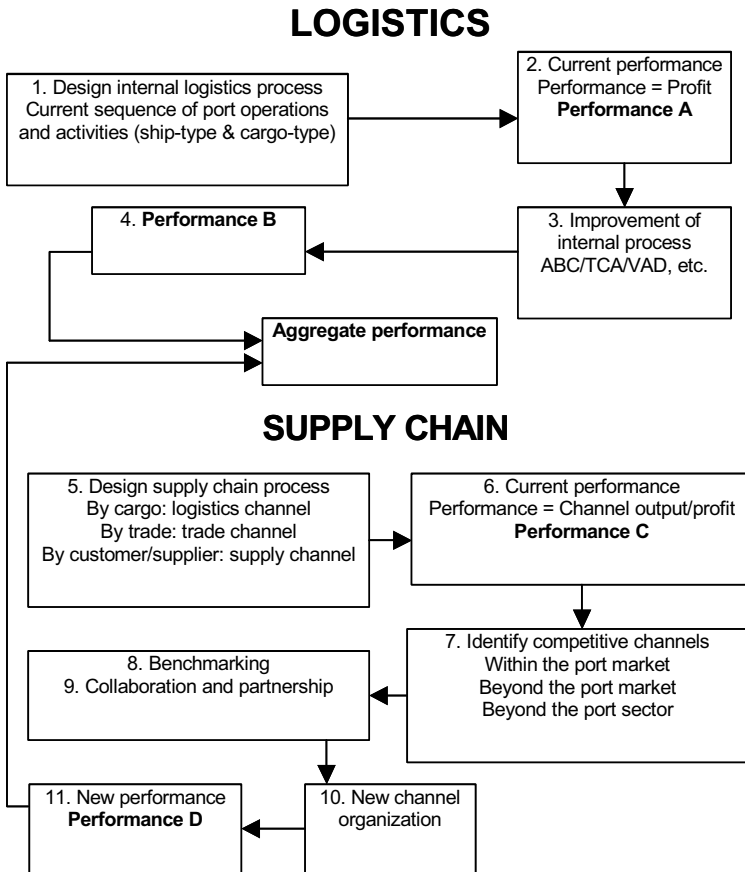 LOGISTICS
1. Design internal logistics process
Current sequence of port operations
and activities (ship-type & cargo-type)
2. Current performance
Performance = Profit
Performance A
3. Improvement of
internal process
ABC/TCA/VAD, etc.
4. Performance B
Aggregate performance
SUPPLY CHAIN
5. Design supply chain process
By cargo: logistics channel
By trade: trade channel
By customer/supplier: supply channel
6. Current performance
Performance = Channel output/profit
Performance C
7. Identify competitive channels
Within the port market
Beyond the port market
Beyond the port sector
8. Benchmarking
9. Collaboration and partnership
10. New channel
organization
11. New performance
Performance D